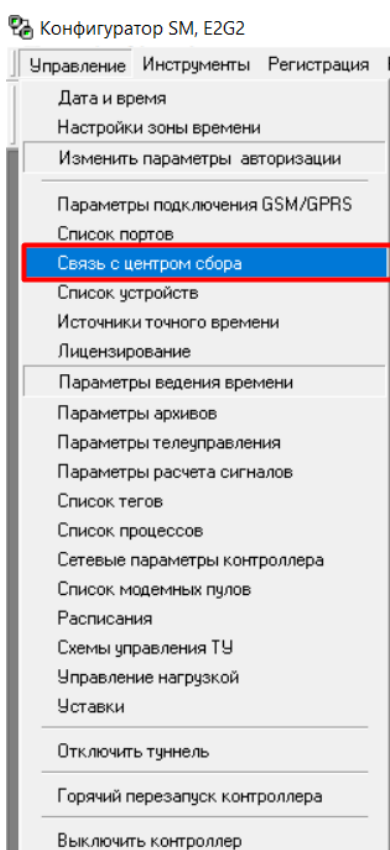 Конфигуратор SM, E2G2
Управление Инструменты Регистрация
Дата и время
Настройки зоны времени
Изменить параметры авторизации
Параметры подключения GSM/GPRS
Список портов
Связь с центром сбора
Список устройств
Источники точного времени
Лицензирование
Параметры ведения времени
Параметры архивов
Параметры телеуправления
Параметры расчета сигналов
Список тегов
Список процессов
Сетевые параметры контроллера
Список модемных пулов
Расписания
Схемы управления ТУ
Управление нагрузкой
Уставки
Отключить туннель
Горячий перезапуск контроллера
Выключить контроллер